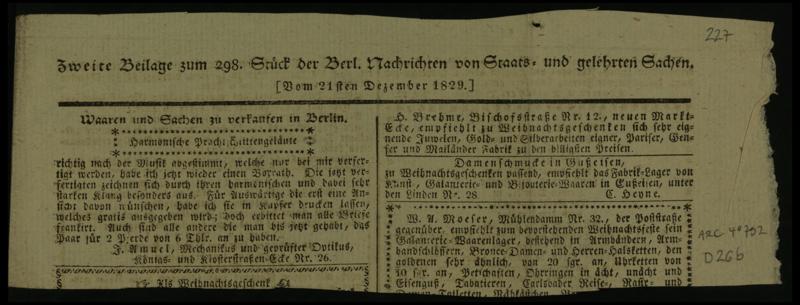 227
Zweite Beilage zum 298. Stück der Berl. Nachrichten von Staats- und gelehrten Sachen.
[Vom 21sten Dezember 1829.]
Waaren und Sachen zu verkaufen in Berlin.
Harmonische Pracht-Schlittengeläute
richtig nach der Musik abgestimmt, welche nur bei mir verfer-
tigt werden, habe ich jetzt wieder einen Vorrath. Die jetzt ver-
fertigten zeichnen sich durch ihren harmonischen und dabei sehr
starken Klang besonders aus. Für Auswärtige die erst eine An-
sicht davon wünschen, habe ich sie in Kupfer drucken lassen,
welches gratis ausgegeben wird; doch erbittet man alle Briefe
frankirt. Auch sind alle andere die man bis jetzt gehabt, das
Paar für 2 Pferde von 6 Thlr. an zu haben.
J. Amuel, Mechanikus und geprüfter Optikus,
Königs- und Klosterstraßen-Ecke Nr. 26.
Als Weihnachtsgeschenk
H. Brehme, Bischofsstraße Nr. 12., neuen Markt-
Ecke, empfiehlt zu Weihnachtsgeschenken sich sehr eig-
nende Juwelen, Gold- und Silberarbeiten eigner, Pariser, Gen-
fer und Mailänder Fabrik zu den billigsten Preisen.
Damenschmucke in Gußeisen,
zu Weihnachtsgeschenken passend, empfiehlt das Fabrik-Lager von
Kunst-, Galanterie- und Bijouterie-Waaren in Gußeisen, unter
den Linden No. 28 C. Heyne.
W. A. Moeser, Mühlendamm Nr. 32., der Poststraße
gegenüber, empfiehlt zum bevorstehenden Weihnachtsfeste sein
Galanterie-Waarenlager, bestehend in Armbändern, Arm-
bandschlössern, Bronce-Damen- und Herren-Halsketten, den
goldenen sehr ähnlich, von 20 sgr. an, Uhrketten von
10 sgr. an, Petschaften, Ohrringen in ächt, unächt und
Eisenguß, Tabatieren, Carlsbader Reise-, Rasir- und
Damen-Toiletten, Nähkästchen
ARC 4° 792
D266